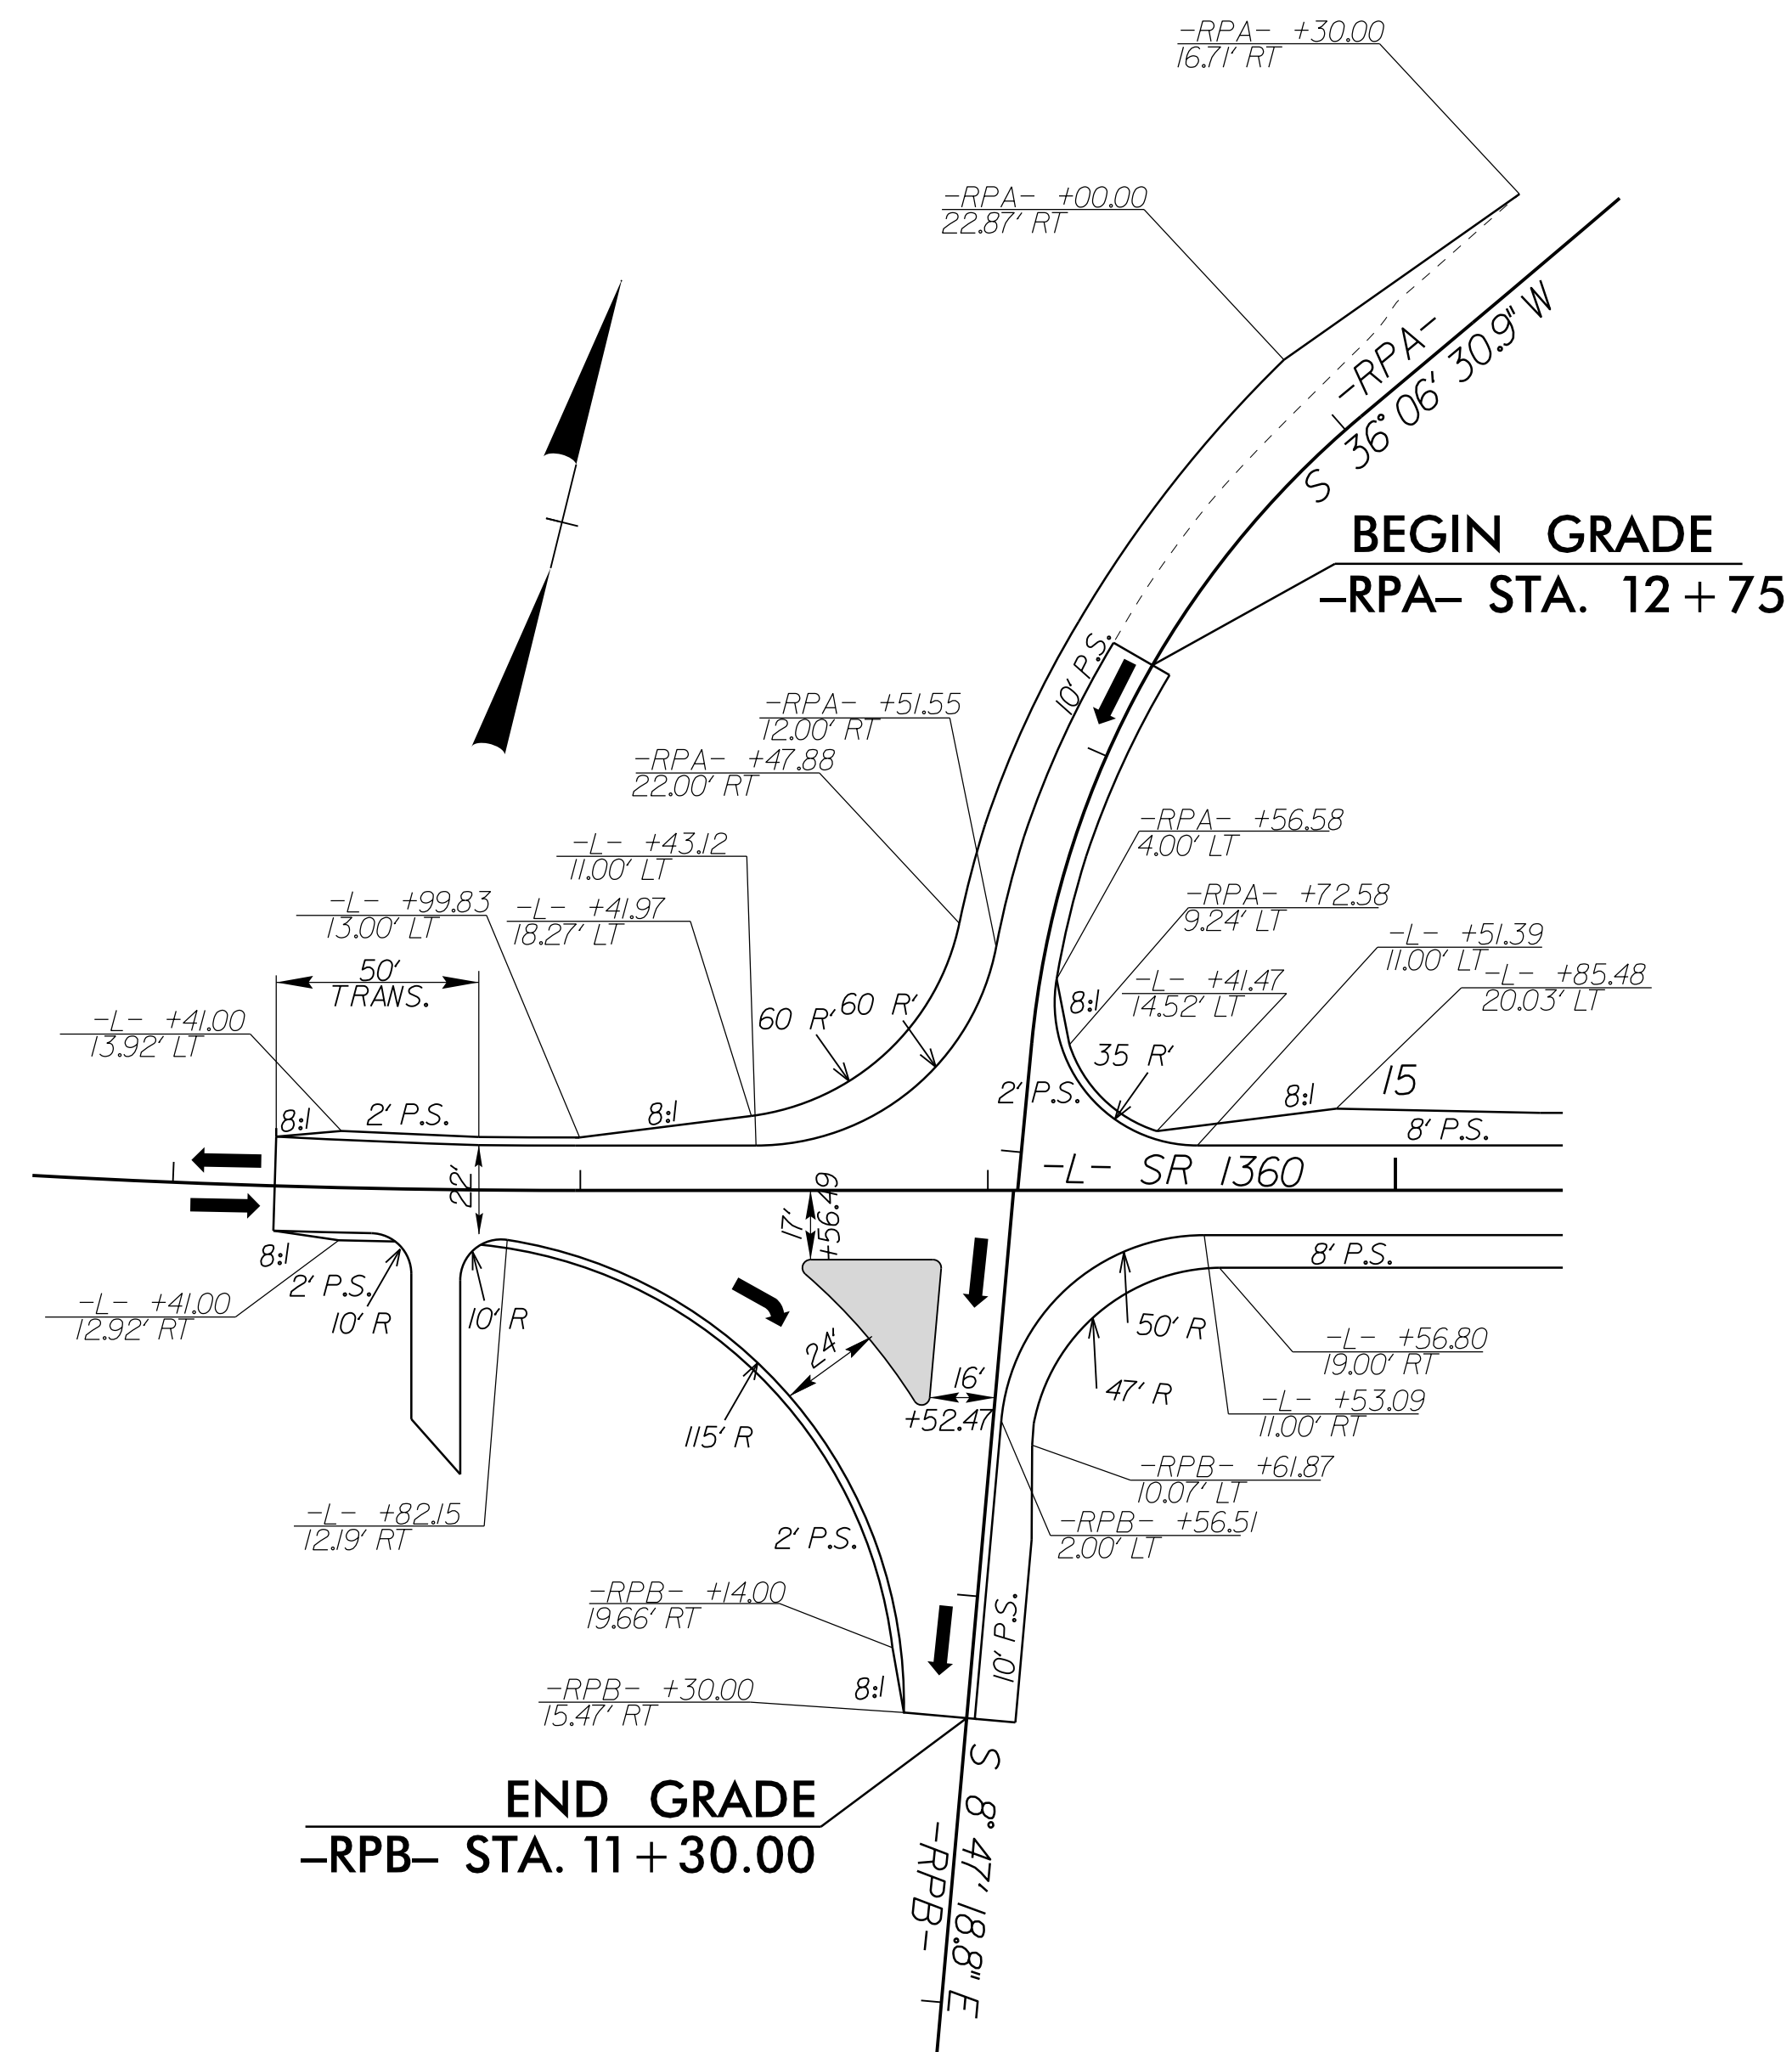 -RPA- +30.00
16.71' RT
-RPA- +00.00
22.87' RT
-RPA-
S 36° 06' 30.9" W
BEGIN GRADE
-RPA- STA. 12+75
10' P.S.
-RPA- +51.55
12.00' RT
-RPA- +47.88
22.00' RT
-RPA- +56.58
4.00' LT
-L- +43.12
11.00' LT
-RPA- +72.58
9.24' LT
-L- +99.83
13.00' LT
-L- +41.97
18.27' LT
-L- +51.39
11.00' LT
-L- +85.48
20.03' LT
50'
TRANS.
-L- +41.47
14.52' LT
8:1
60 R'
60 R'
-L- +41.00
13.92' LT
35 R'
15
2' P.S.
8:1
8:1
2' P.S.
8:1
8' P.S.
-L- SR 1360
22'
17'
+56.49
8:1
8' P.S.
2' P.S.
-L- +41.00
12.92' RT
10' R
10' R
50' R
24'
-L- +56.80
19.00' RT
16'
47' R
+52.47
-L- +53.09
11.00' RT
115' R
-RPB- +61.87
10.07' LT
-L- +82.15
12.19' RT
-RPB- +56.51
2.00' LT
2' P.S.
-RPB- +14.00
19.66' RT
10' P.S.
-RPB- +30.00
15.47' RT
8:1
END GRADE
-RPB- STA. 11+30.00
S 8° 47' 18.8" E
-RPB-